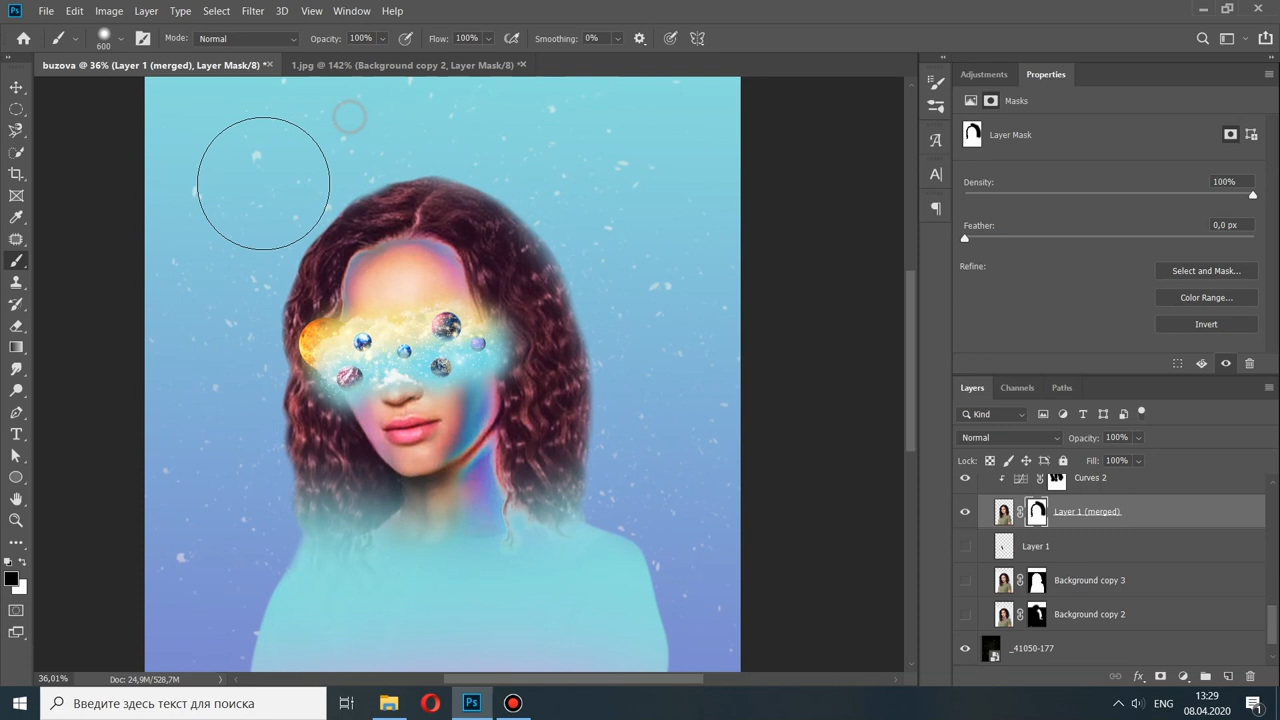 Ps File Edit Image Layer Type Select Filter 3D View Window Help
600 Mode: Normal Opacity: 100% Flow: 100% Smoothing: 0%
buzova @ 36% (Layer 1 (merged), Layer Mask/8) * 1.jpg @ 142% (Background copy 2, Layer Mask/8) *
Adjustments Properties
Masks
Layer Mask
Density: 100%
Feather: 0,0 px
Refine: Select and Mask...
Color Range...
Invert
Layers Channels Paths
Kind
Normal Opacity: 100%
Lock: Fill: 100%
Curves 2
Layer 1 (merged)
Layer 1
Background copy 3
Background copy 2
_41050-177
36,01% Doc: 24,9M/528,7M
Введите здесь текст для поиска Ps ENG 13:29
08.04.2020 1